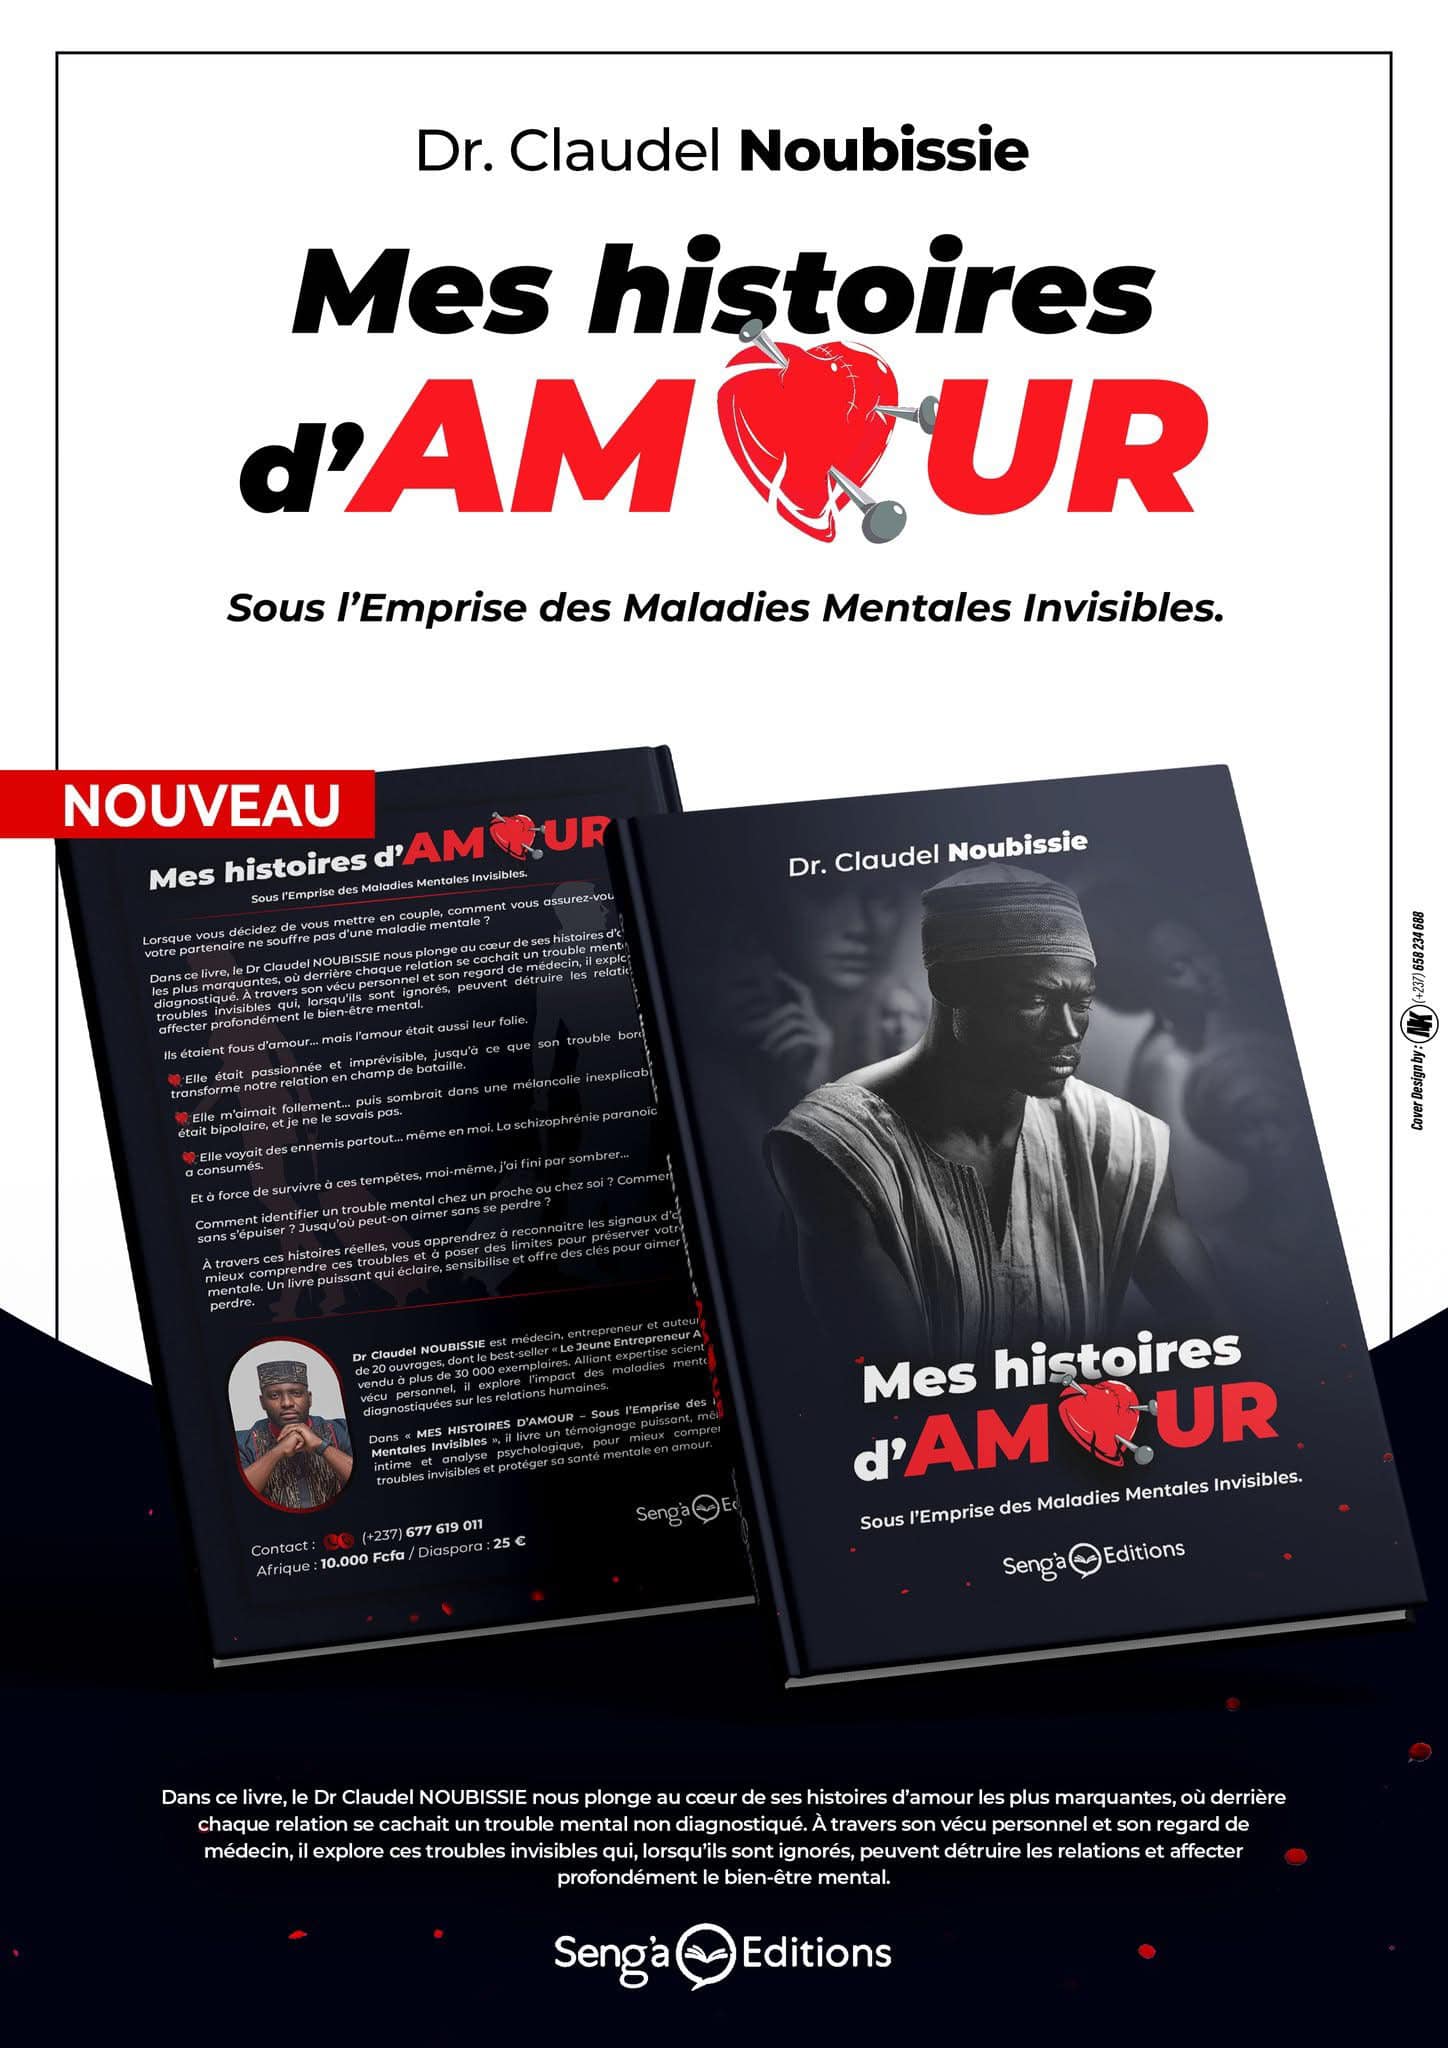 Dr. Claudel Noubissie
Mes histoires
d'AMOUR
Sous l'Emprise des Maladies Mentales Invisibles.
NOUVEAU
Mes histoires d'AMOUR
Sous l'Emprise des Maladies Mentales Invisibles.
Lorsque vous décidez de vous mettre en couple, comment vous assurez-vou
votre partenaire ne souffre pas d'une maladie mentale ?
Dans ce livre, le Dr Claudel NOUBISSIE nous plonge au cœur de ses histoires d'
les plus marquantes, où derrière chaque relation se cachait un trouble ment
diagnostiqué. À travers son vécu personnel et son regard de médecin, il explo
troubles invisibles qui, lorsqu'ils sont ignorés, peuvent détruire les relatio
affecter profondément le bien-être mental.
Ils étaient fous d'amour... mais l'amour était aussi leur folie.
Elle était passionnée et imprévisible, jusqu'à ce que son trouble bord
transforme notre relation en champ de bataille.
Elle m'aimait follement... puis sombrait dans une mélancolie inexplicab
était bipolaire, et je ne le savais pas.
Elle voyait des ennemis partout... même en moi. La schizophrénie paranoï
a consumés.
Et à force de survivre à ces tempêtes, moi-même, j'ai fini par sombrer...
Comment identifier un trouble mental chez un proche ou chez soi ? Commen
sans s'épuiser ? Jusqu'où peut-on aimer sans se perdre ?
À travers ces histoires réelles, vous apprendrez à reconnaitre les signaux d'a
mieux comprendre ces troubles et à poser des limites pour préserver votr
mentale. Un livre puissant qui éclaire, sensibilise et offre des clés pour aimer
perdre.
Dr Claudel NOUBISSIE est médecin, entrepreneur et auteur
de 20 ouvrages, dont le best-seller « Le Jeune Entrepreneur A
vendu à plus de 30 000 exemplaires. Alliant expertise scient
vécu personnel, il explore l'impact des maladies menta
diagnostiquées sur les relations humaines.
Dans « MES HISTOIRES D'AMOUR – Sous l'Emprise des
Mentales Invisibles », il livre un témoignage puissant, mêl
intime et analyse psychologique, pour mieux compren
troubles invisibles et protéger sa santé mentale en amour.
Seng'a Ed
Contact : (+237) 677 619 011
Afrique : 10.000 Fcfa / Diaspora : 25 €
Dr. Claudel Noubissie
Mes histoires
d'AMOUR
Sous l'Emprise des Maladies Mentales Invisibles.
Seng'a Editions
Cover Design by : NK (+237) 658 234 688
Dans ce livre, le Dr Claudel NOUBISSIE nous plonge au cœur de ses histoires d'amour les plus marquantes, où derrière
chaque relation se cachait un trouble mental non diagnostiqué. À travers son vécu personnel et son regard de
médecin, il explore ces troubles invisibles qui, lorsqu'ils sont ignorés, peuvent détruire les relations et affecter
profondément le bien-être mental.
Seng'a Editions